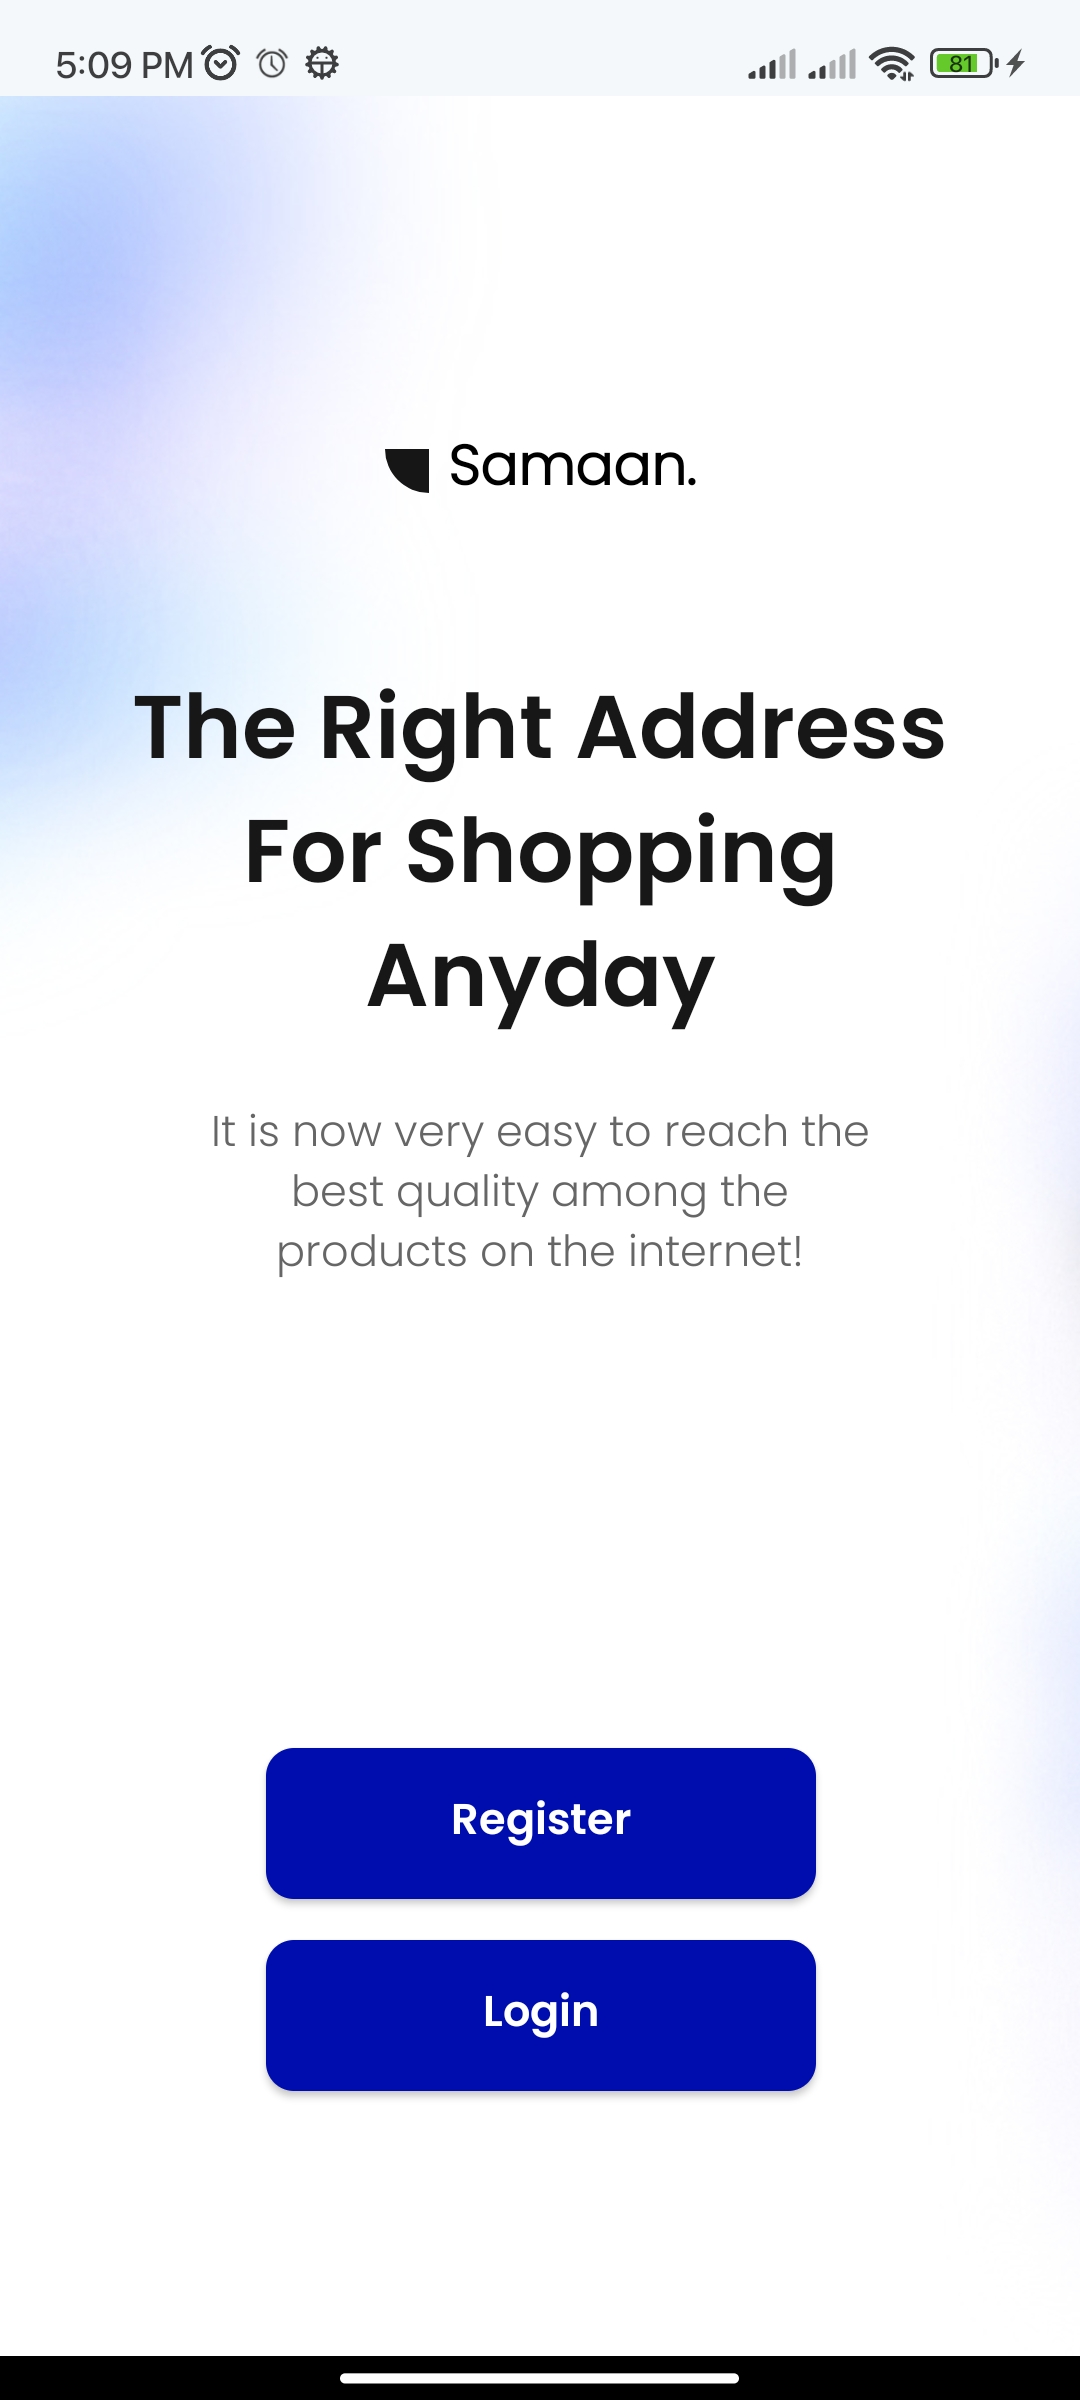 5:09 PM
81
Samaan.
The Right Address
For Shopping
Anyday
It is now very easy to reach the
best quality among the
products on the internet!
Register
Login